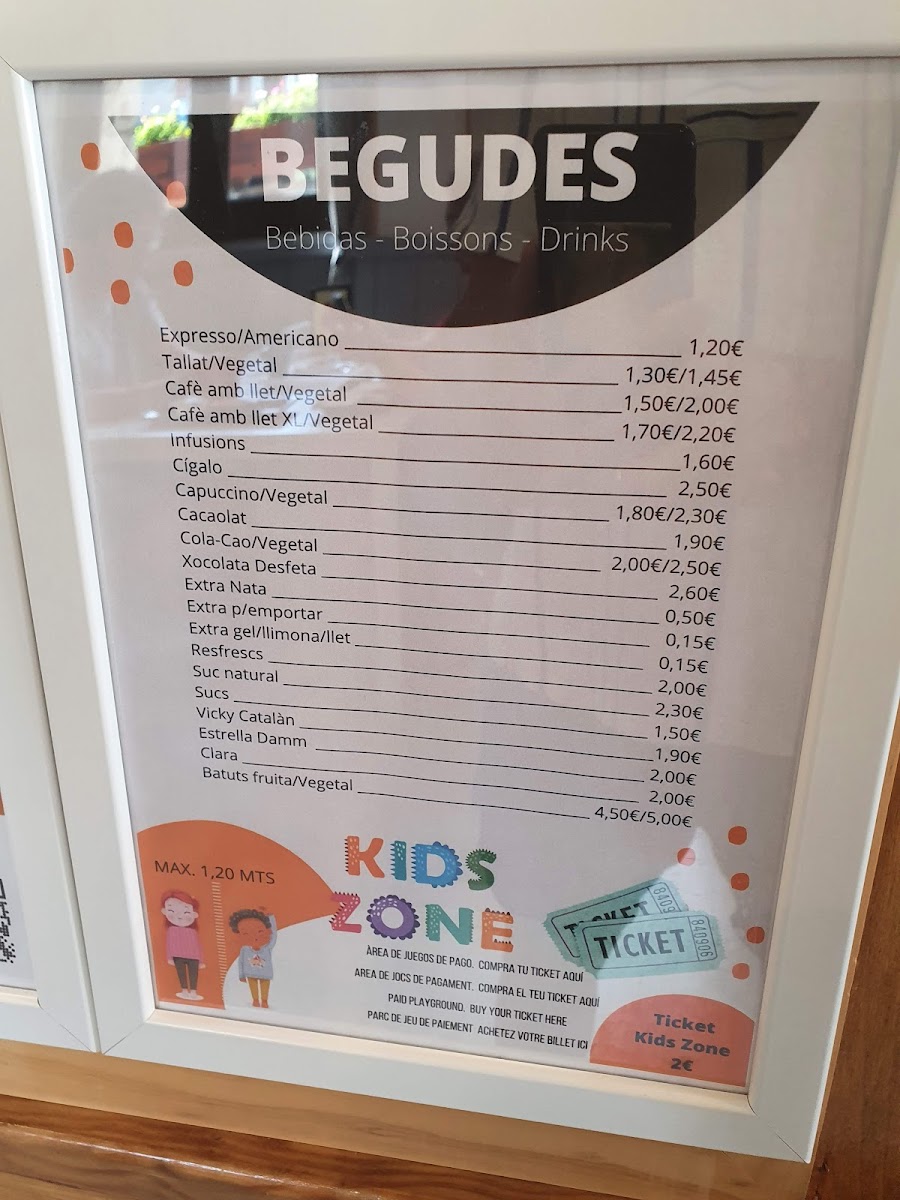 BEGUDES
Bebidas - Boissons - Drinks
Expresso/Americano 1,20€
Tallat/Vegetal 1,30€/1,45€
Cafè amb llet/Vegetal 1,50€/2,00€
Cafè amb llet XL/Vegetal 1,70€/2,20€
Infusions 1,60€
Cígalo 2,50€
Capuccino/Vegetal 1,80€/2,30€
Cacaolat 1,90€
Cola-Cao/Vegetal 2,00€/2,50€
Xocolata Desfeta 2,60€
Extra Nata 0,50€
Extra p/emportar 0,15€
Extra gel/llimona/llet 0,15€
Resfrescs 2,00€
Suc natural 2,30€
Sucs 1,50€
Vicky Catalàn 1,90€
Estrella Damm 2,00€
Clara 2,00€
Batuts fruita/Vegetal 4,50€/5,00€
MAX. 1,20 MTS
KIDS
ZONE
TICKET 8409
TICKET 840906
ÀREA DE JUEGOS DE PAGO. COMPRA TU TICKET AQUÍ
AREA DE JOCS DE PAGAMENT. COMPRA EL TEU TICKET AQUÍ
PAID PLAYGROUND. BUY YOUR TICKET HERE
PARC DE JEU DE PAIEMENT ACHETEZ VOTRE BILLET ICI
Ticket
Kids Zone
2€